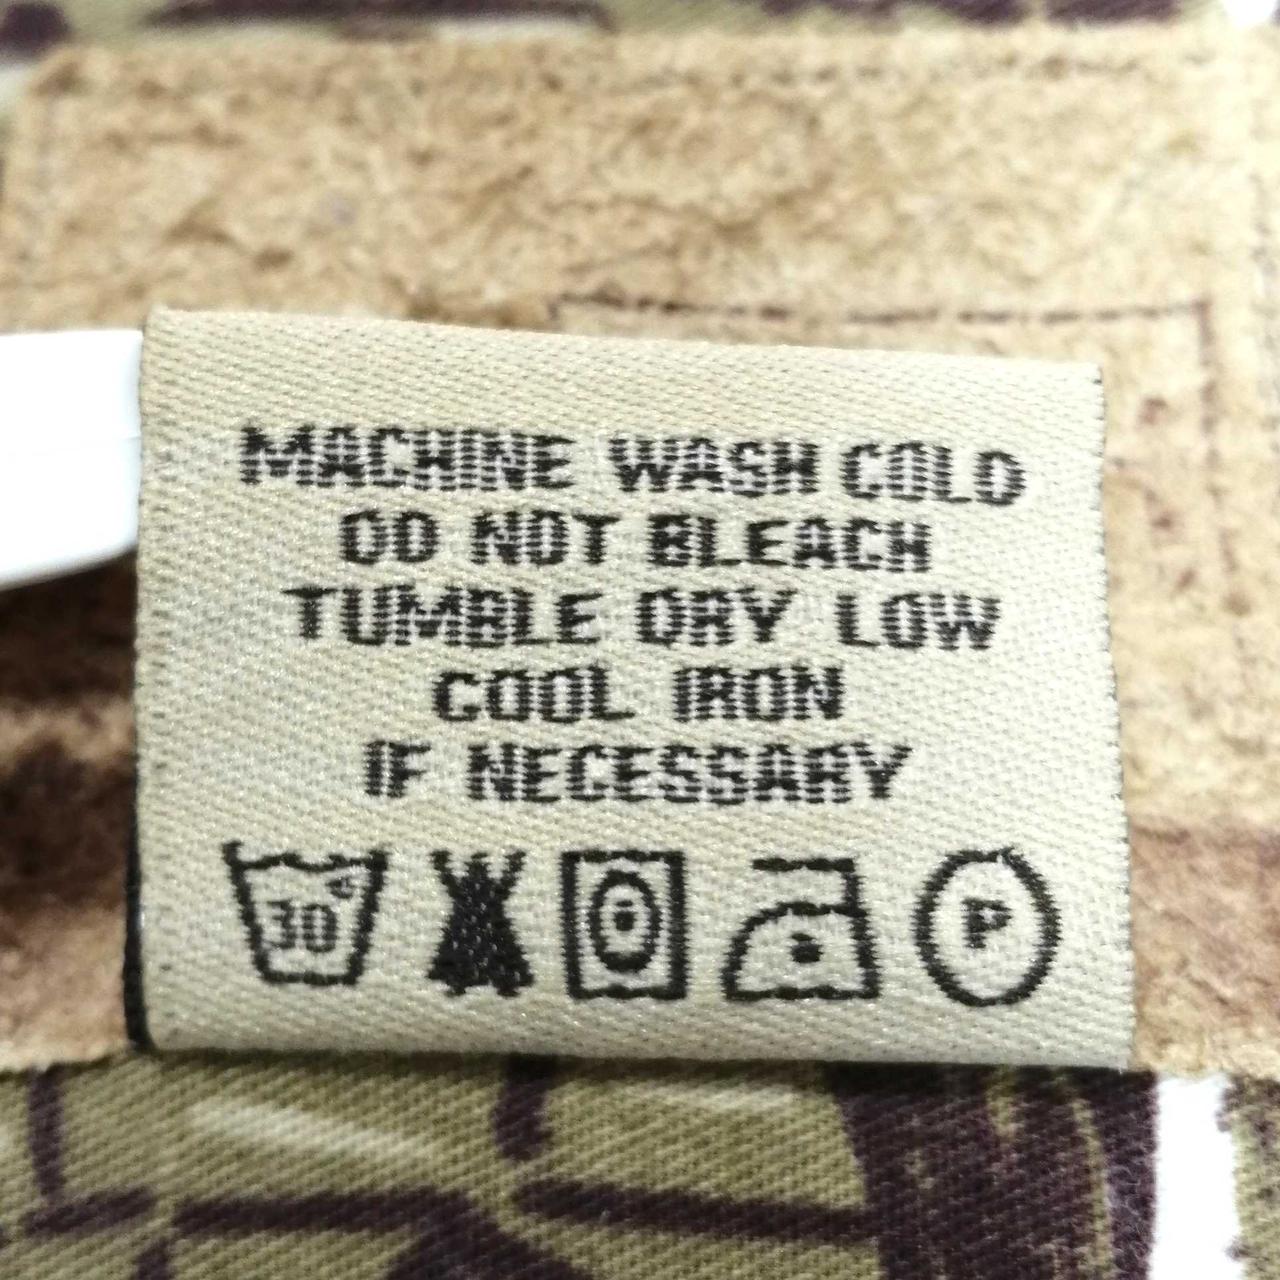 MACHINE WASH COLD
DO NOT BLEACH
TUMBLE DRY LOW
COOL IRON
IF NECESSARY
30° P